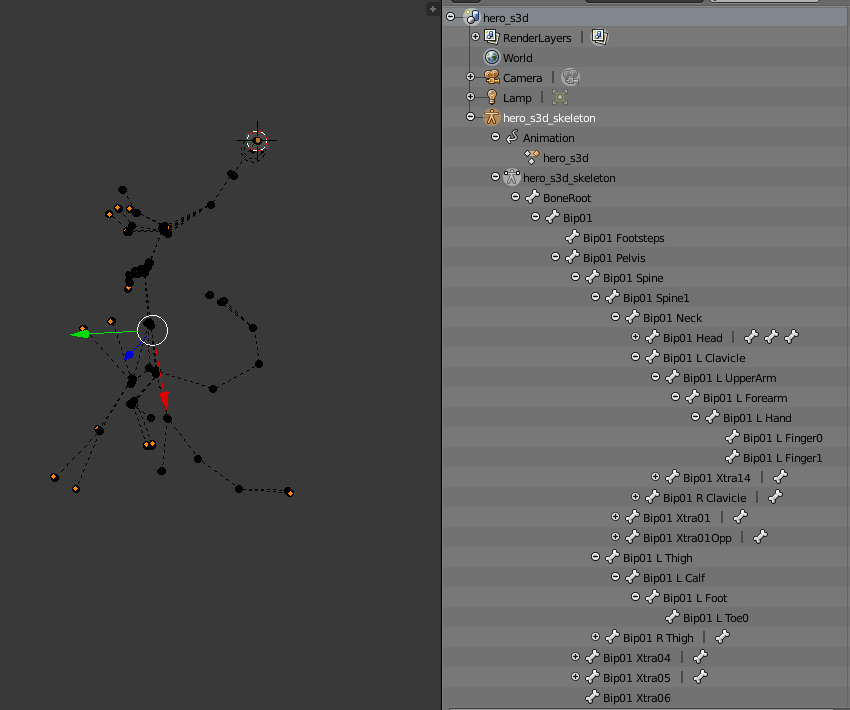 hero_s3d
RenderLayers |
World
Camera |
Lamp |
hero_s3d_skeleton
Animation
hero_s3d
hero_s3d_skeleton
BoneRoot
Bip01
Bip01 Footsteps
Bip01 Pelvis
Bip01 Spine
Bip01 Spine1
Bip01 Neck
Bip01 Head |
Bip01 L Clavicle
Bip01 L UpperArm
Bip01 L Forearm
Bip01 L Hand
Bip01 L Finger0
Bip01 L Finger1
Bip01 Xtra14 |
Bip01 R Clavicle |
Bip01 Xtra01 |
Bip01 Xtra01Opp |
Bip01 L Thigh
Bip01 L Calf
Bip01 L Foot
Bip01 L Toe0
Bip01 R Thigh |
Bip01 Xtra04 |
Bip01 Xtra05 |
Bip01 Xtra06